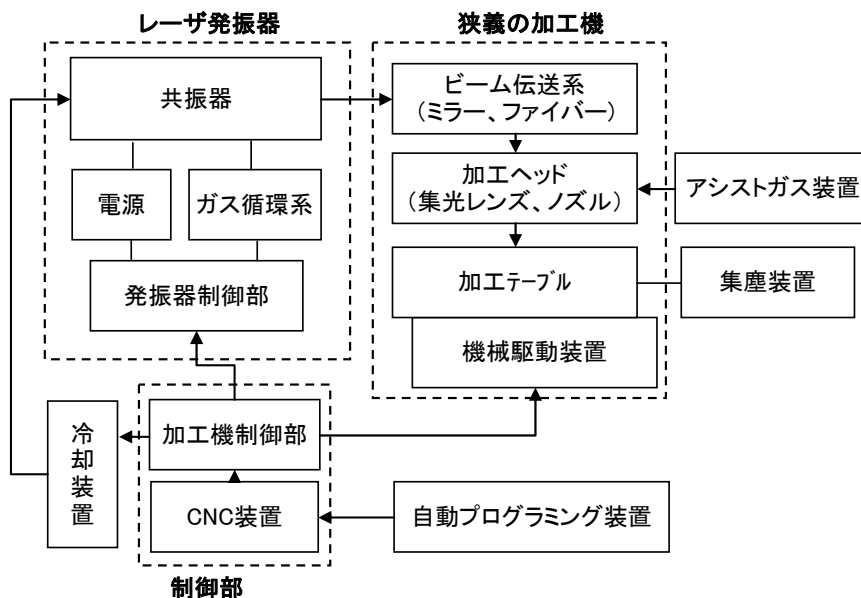 レーザ発振器
狭義の加工機
共振器
ビーム伝送系
（ミラー、ファイバー）
電源
ガス循環系
加工ヘッド
（集光レンズ、ノズル）
アシストガス装置
発振器制御部
加工ﾃｰﾌﾞﾙ
集塵装置
機械駆動装置
冷
却
装
置
加工機制御部
CNC装置
自動プログラミング装置
制御部